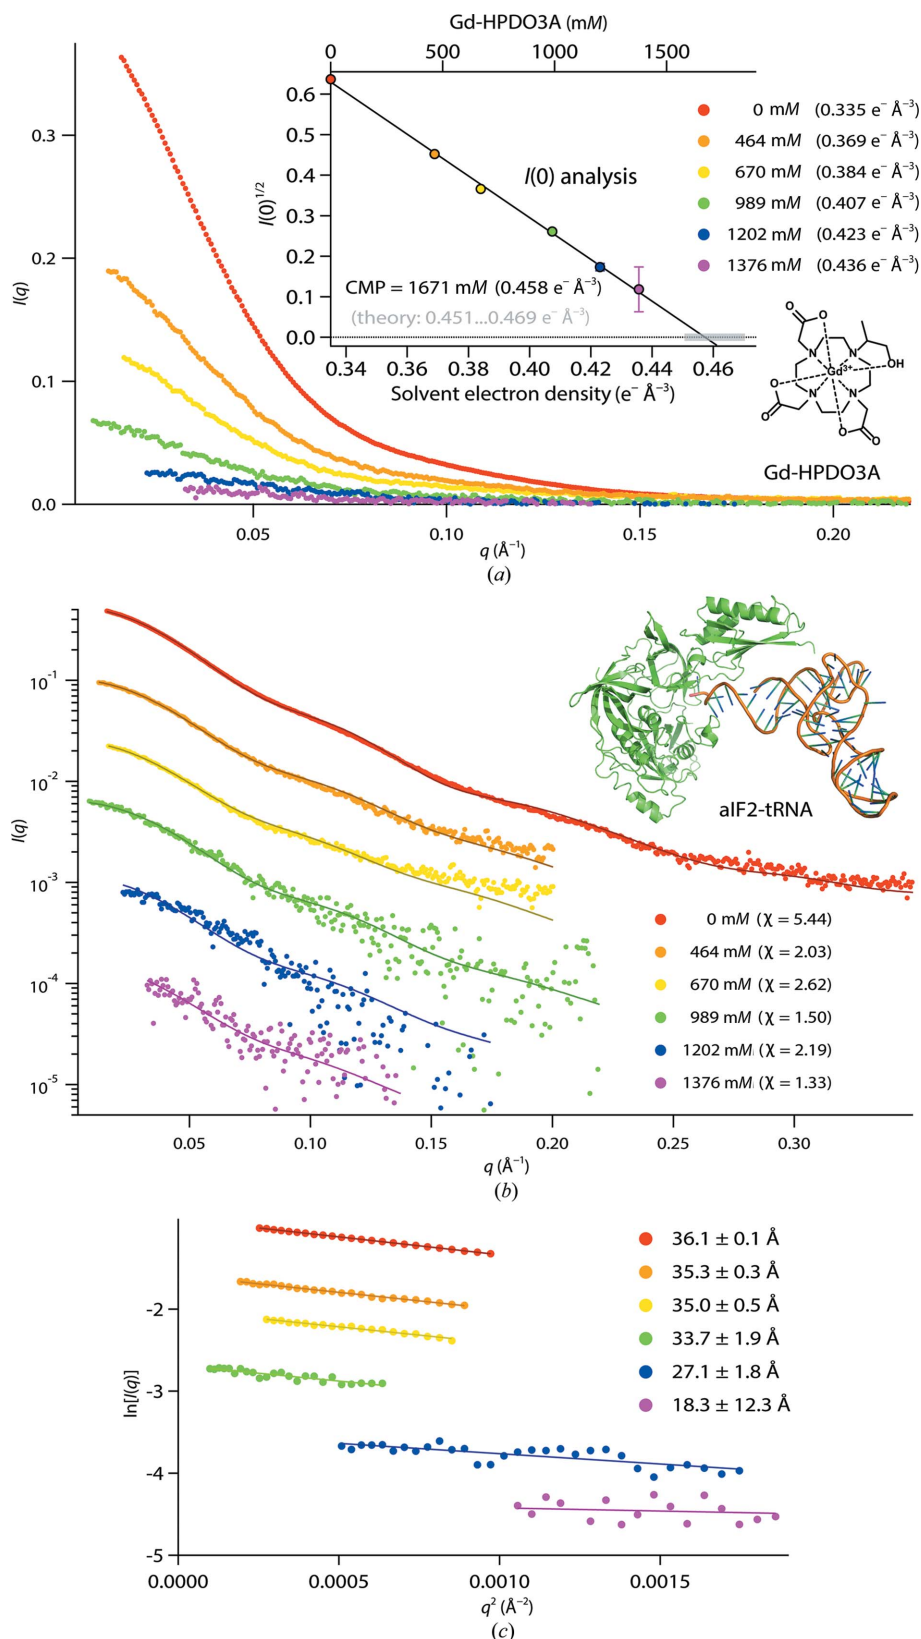 Gd-HPDO3A (mM)
0 500 1000 1500
0.6
0.5
0.4
0.3
0.2
0.1
0.0
I(0)^1/2
I(0) analysis
CMP = 1671 mM (0.458 e⁻ Å⁻³)
(theory: 0.451...0.469 e⁻ Å⁻³)
0.34 0.36 0.38 0.40 0.42 0.44 0.46
Solvent electron density (e⁻ Å⁻³)
0 mM (0.335 e⁻ Å⁻³)
464 mM (0.369 e⁻ Å⁻³)
670 mM (0.384 e⁻ Å⁻³)
989 mM (0.407 e⁻ Å⁻³)
1202 mM (0.423 e⁻ Å⁻³)
1376 mM (0.436 e⁻ Å⁻³)
O O
N N
O Gd³⁺ OH
O N N
O O
Gd-HPDO3A
0.3
0.2
0.1
0.0
I(q)
0.05 0.10 0.15 0.20
q (Å⁻¹)
(a)
10⁻¹
10⁻²
10⁻³
10⁻⁴
10⁻⁵
I(q)
aIF2-tRNA
0 mM (χ = 5.44)
464 mM (χ = 2.03)
670 mM (χ = 2.62)
989 mM (χ = 1.50)
1202 mM (χ = 2.19)
1376 mM (χ = 1.33)
0.05 0.10 0.15 0.20 0.25 0.30
q (Å⁻¹)
(b)
-2
-3
-4
-5
ln[I(q)]
36.1 ± 0.1 Å
35.3 ± 0.3 Å
35.0 ± 0.5 Å
33.7 ± 1.9 Å
27.1 ± 1.8 Å
18.3 ± 12.3 Å
0.0000 0.0005 0.0010 0.0015
q² (Å⁻²)
(c)